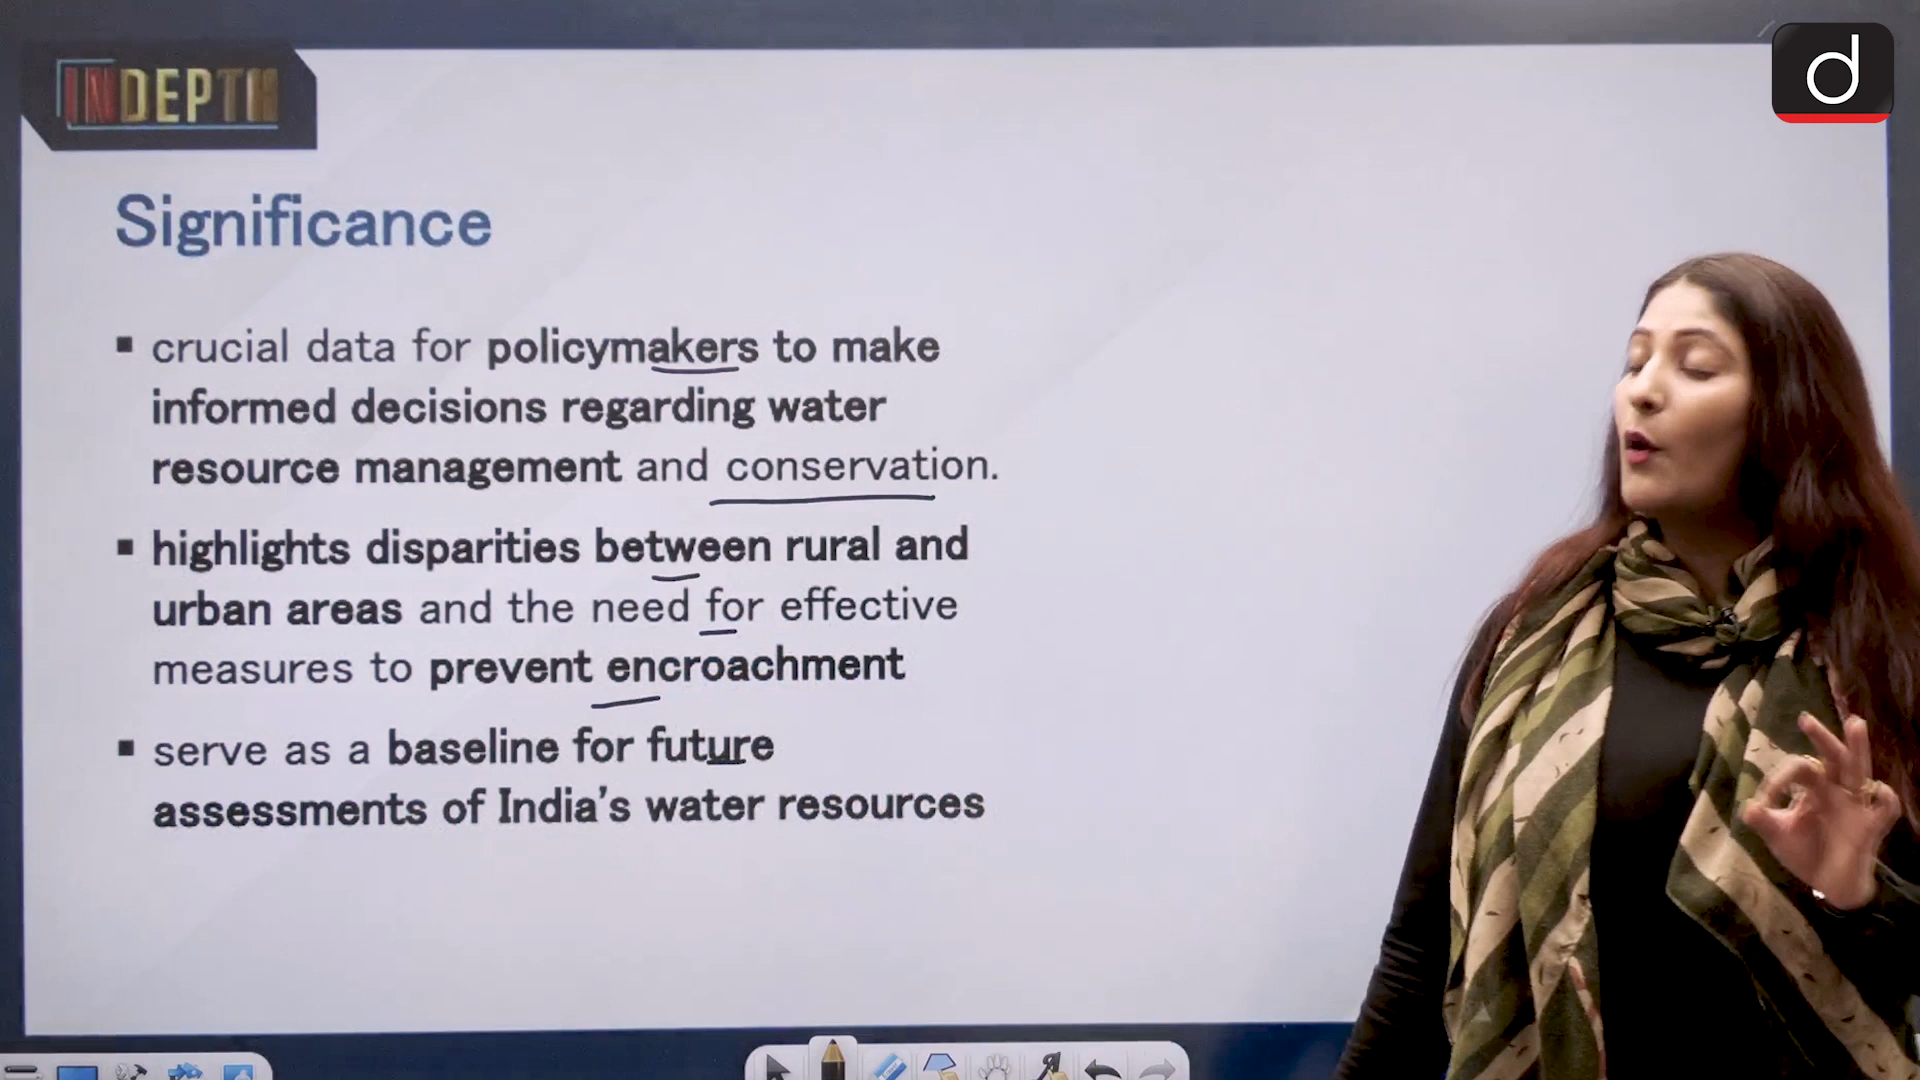 INDEPTH
d
Significance
▪ crucial data for policymakers to make
informed decisions regarding water
resource management and conservation.
▪ highlights disparities between rural and
urban areas and the need for effective
measures to prevent encroachment
▪ serve as a baseline for future
assessments of India's water resources